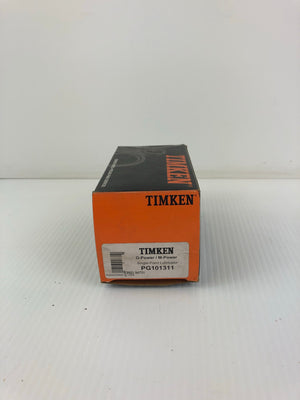 TIMKEN
TIMKEN
TIMKEN
G-Power / M-Power
Single-Point Lubricator
PG101311